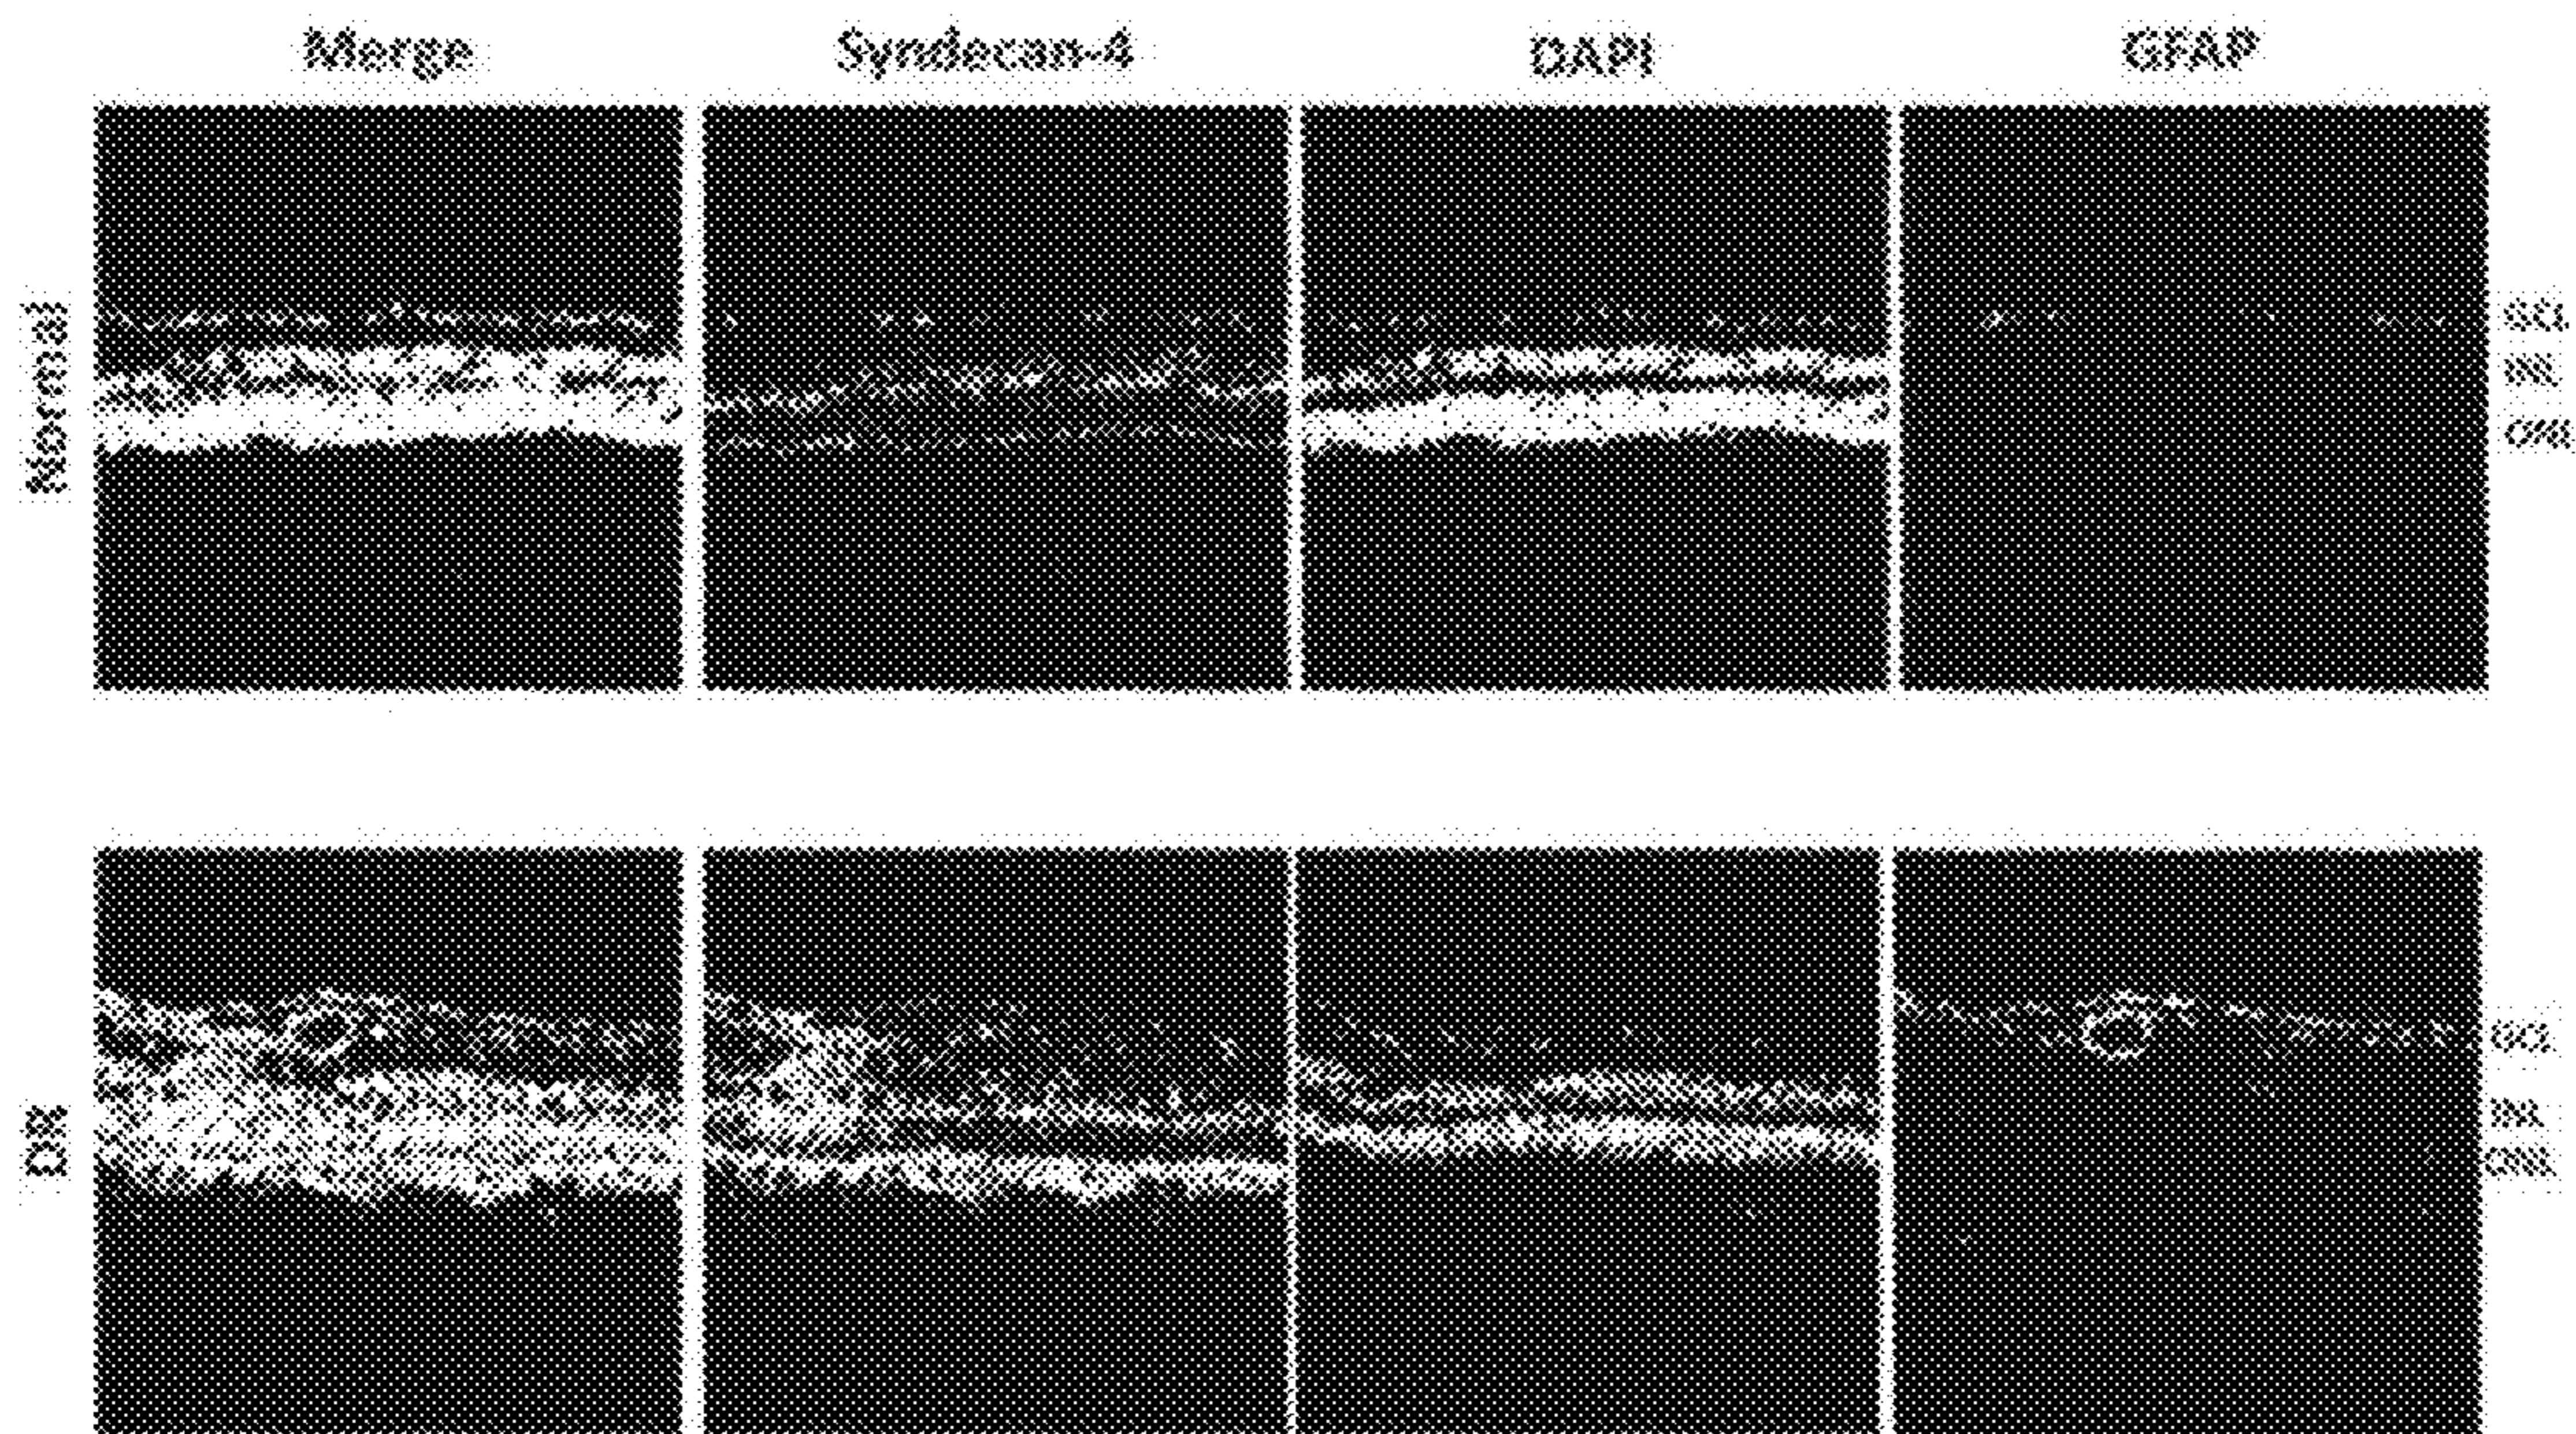 Merge Syndecan-4 DAPI GFAP
Normal
GCL
INL
ONL
DR
GCL
INL
ONL